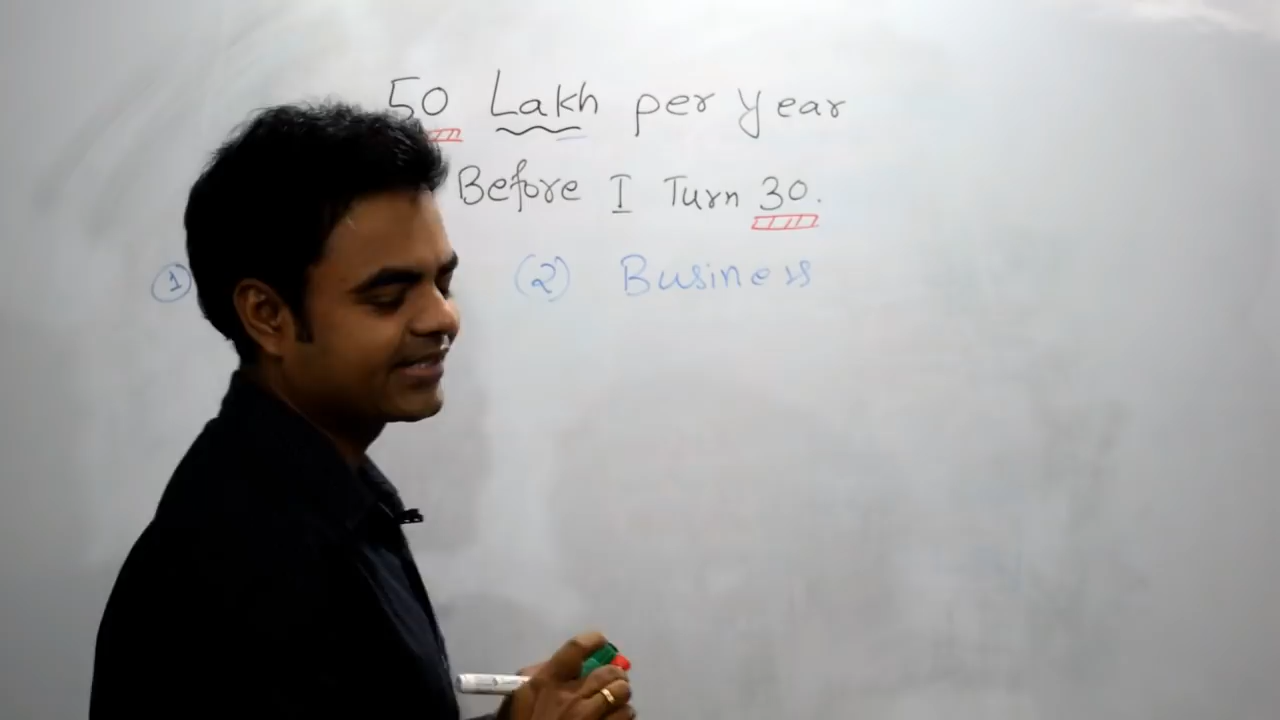 50 Lakh per year
Before I Turn 30.
1 (2) Business